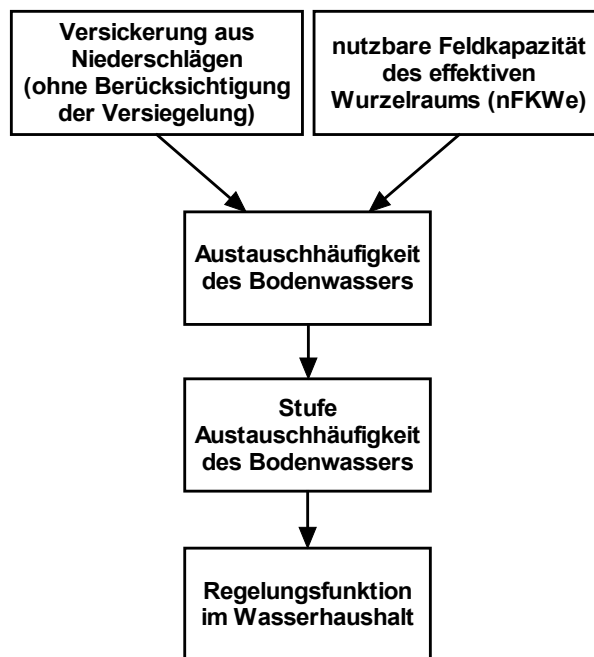 Versickerung aus
Niederschlägen
(ohne Berücksichtigung
der Versiegelung)
nutzbare Feldkapazität
des effektiven
Wurzelraums (nFKWe)
Austauschhäufigkeit
des Bodenwassers
Stufe
Austauschhäufigkeit
des Bodenwassers
Regelungsfunktion
im Wasserhaushalt